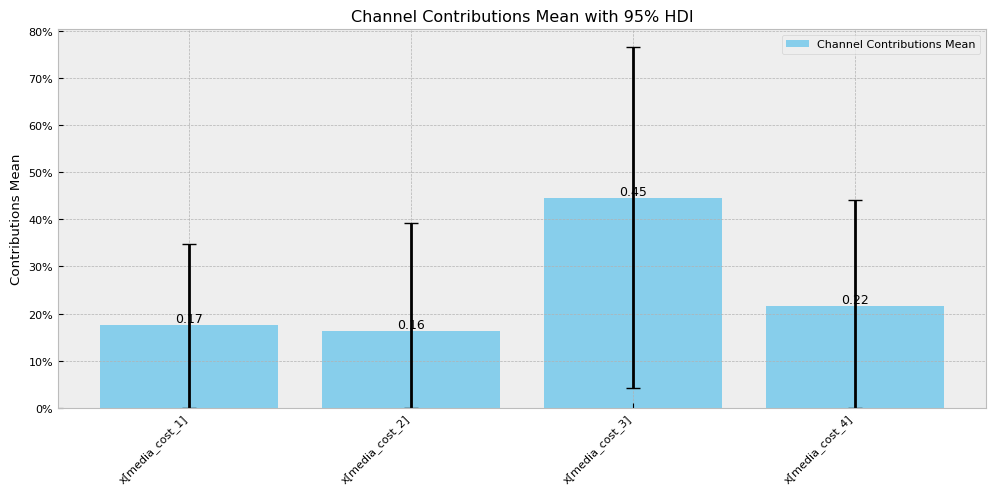 Channel Contributions Mean with 95% HDI
Channel Contributions Mean
Contributions Mean
80%
70%
60%
50%
40%
30%
20%
10%
0%
0.17
0.16
0.45
0.22
x[media_cost_1]
x[media_cost_2]
x[media_cost_3]
x[media_cost_4]